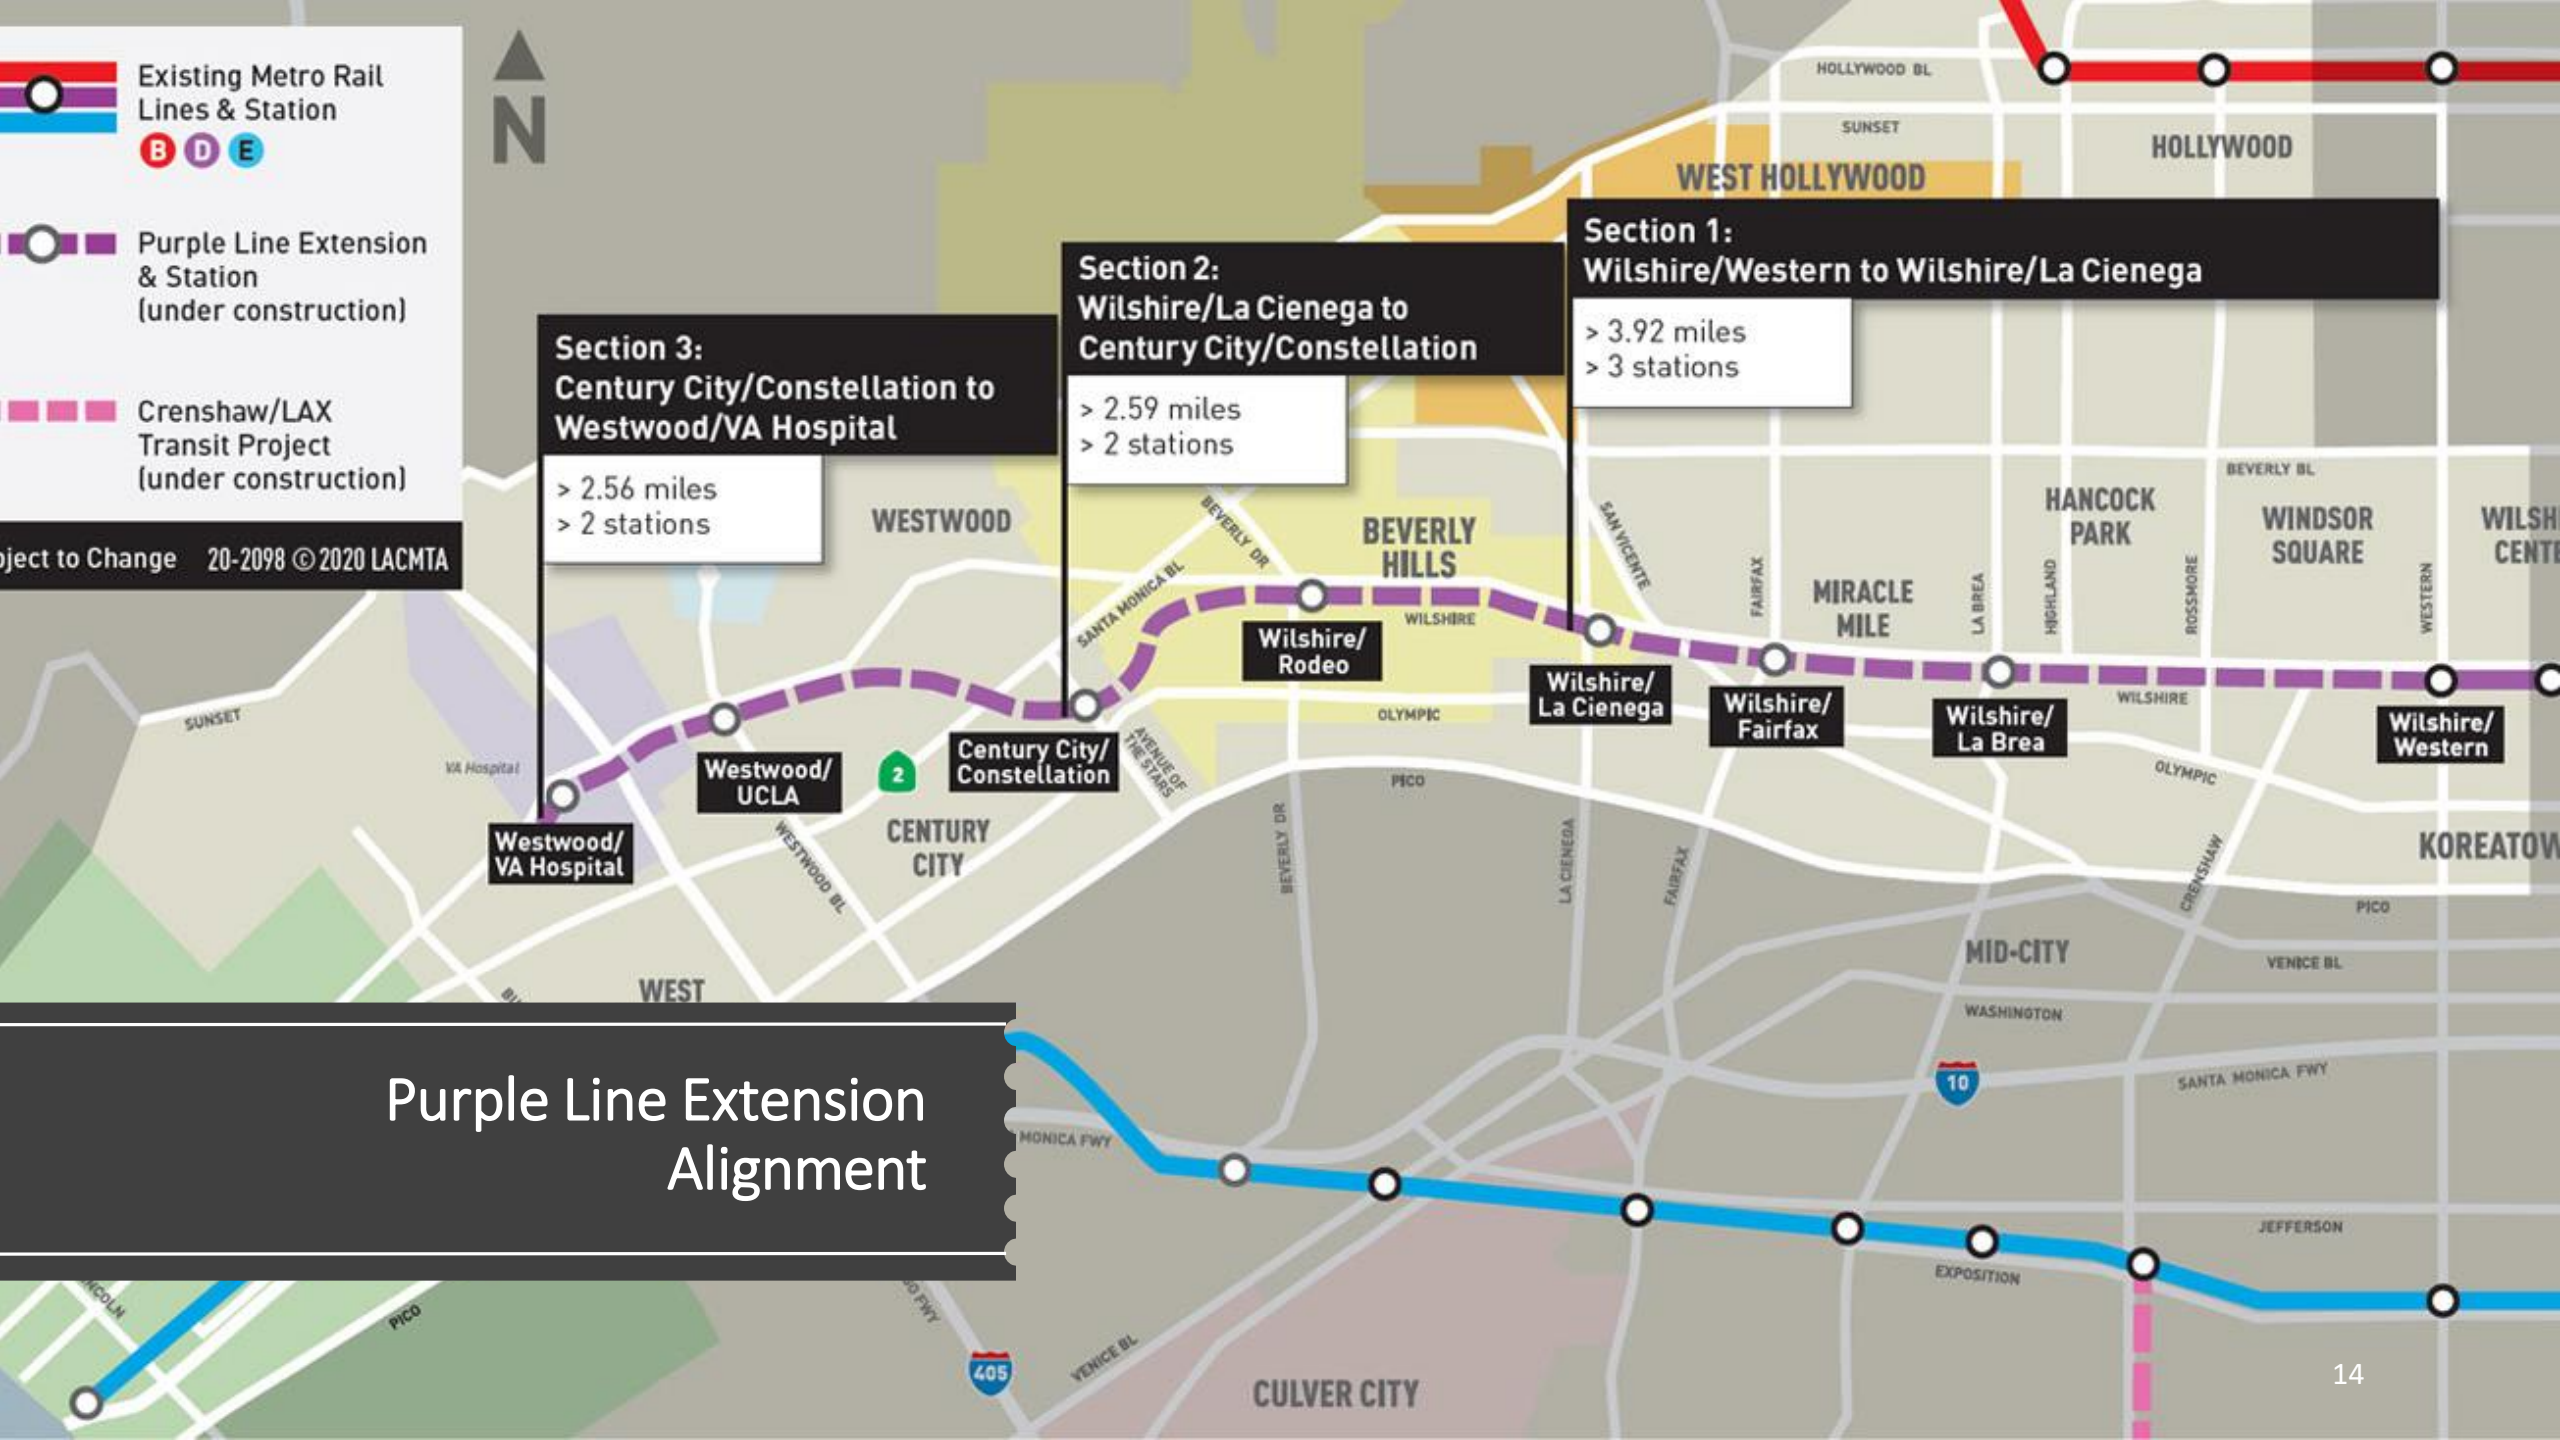 Existing Metro Rail
Lines & Station
B D E
Purple Line Extension
& Station
(under construction)
Crenshaw/LAX
Transit Project
(under construction)
to Change 20-2098 © 2020 LACMTA
N
HOLLYWOOD BL
SUNSET
HOLLYWOOD
WEST HOLLYWOOD
Section 1:
Wilshire/Western to Wilshire/La Cienega
> 3.92 miles
> 3 stations
Section 2:
Wilshire/La Cienega to
Century City/Constellation
> 2.59 miles
> 2 stations
Section 3:
Century City/Constellation to
Westwood/VA Hospital
> 2.56 miles
> 2 stations
WESTWOOD
BEVERLY DR
BEVERLY
HILLS
SAN VICENTE
BEVERLY BL
HANCOCK
PARK
WINDSOR
SQUARE
SANTA MONICA BL
WILSHIRE
FAIRFAX
MIRACLE
MILE
LA BREA
HIGHLAND
ROSSMORE
WESTERN
Wilshire/
Rodeo
Wilshire/
La Cienega
Wilshire/
Fairfax
Wilshire/
La Brea
WILSHIRE
Wilshire/
Western
SUNSET
VA Hospital
Westwood/
UCLA
2
Century City/
Constellation
AVENUE OF
THE STARS
OLYMPIC
PICO
OLYMPIC
Westwood/
VA Hospital
WESTWOOD BL
CENTURY
CITY
BEVERLY DR
LA CIENEGA
FAIRFAX
CRENSHAW
PICO
MID-CITY
VENICE BL
WEST
WASHINGTON
10
SANTA MONICA FWY
MONICA FWY
Purple Line Extension
Alignment
JEFFERSON
EXPOSITION
PICO
FWY
405
VENICE BL
CULVER CITY
14